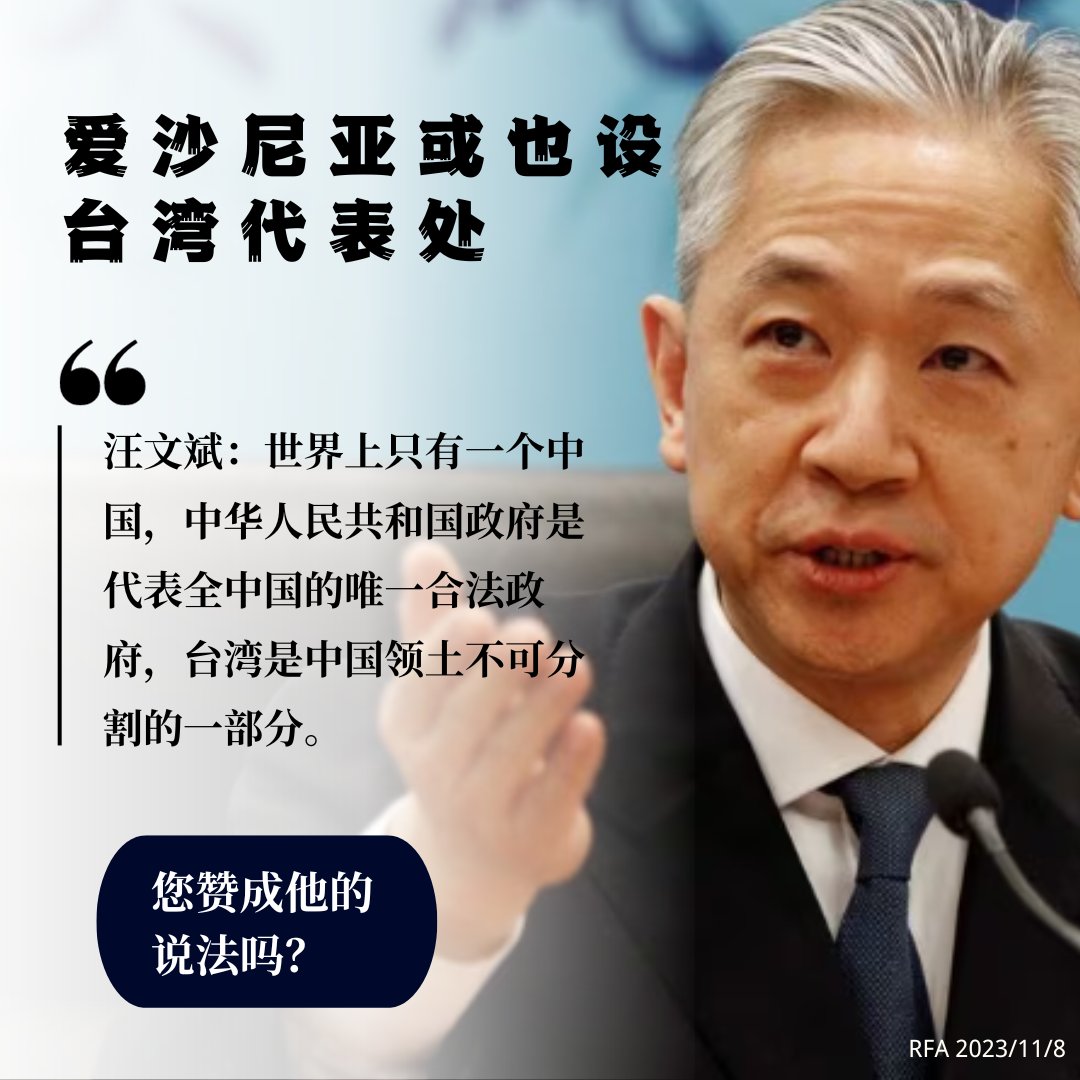 爱沙尼亚或也设
台湾代表处
“
汪文斌：世界上只有一个中
国，中华人民共和国政府是
代表全中国的唯一合法政
府，台湾是中国领土不可分
割的一部分。
您赞成他的
说法吗？
RFA 2023/11/8